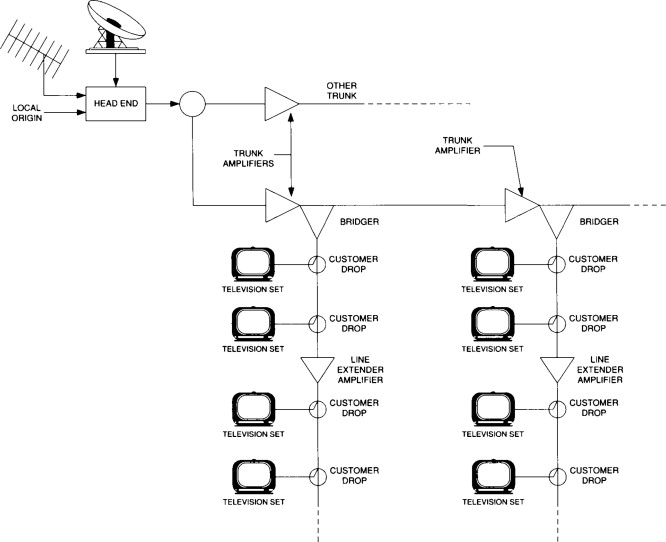 OTHER
TRUNK
HEAD END
LOCAL
ORIGIN
TRUNK
AMPLIFIERS
TRUNK
AMPLIFIER
BRIDGER
BRIDGER
CUSTOMER
DROP
TELEVISION SET
CUSTOMER
DROP
TELEVISION SET
CUSTOMER
DROP
TELEVISION SET
CUSTOMER
DROP
TELEVISION SET
LINE
EXTENDER
AMPLIFIER
LINE
EXTENDER
AMPLIFIER
CUSTOMER
DROP
TELEVISION SET
CUSTOMER
DROP
TELEVISION SET
CUSTOMER
DROP
TELEVISION SET
CUSTOMER
DROP
TELEVISION SET